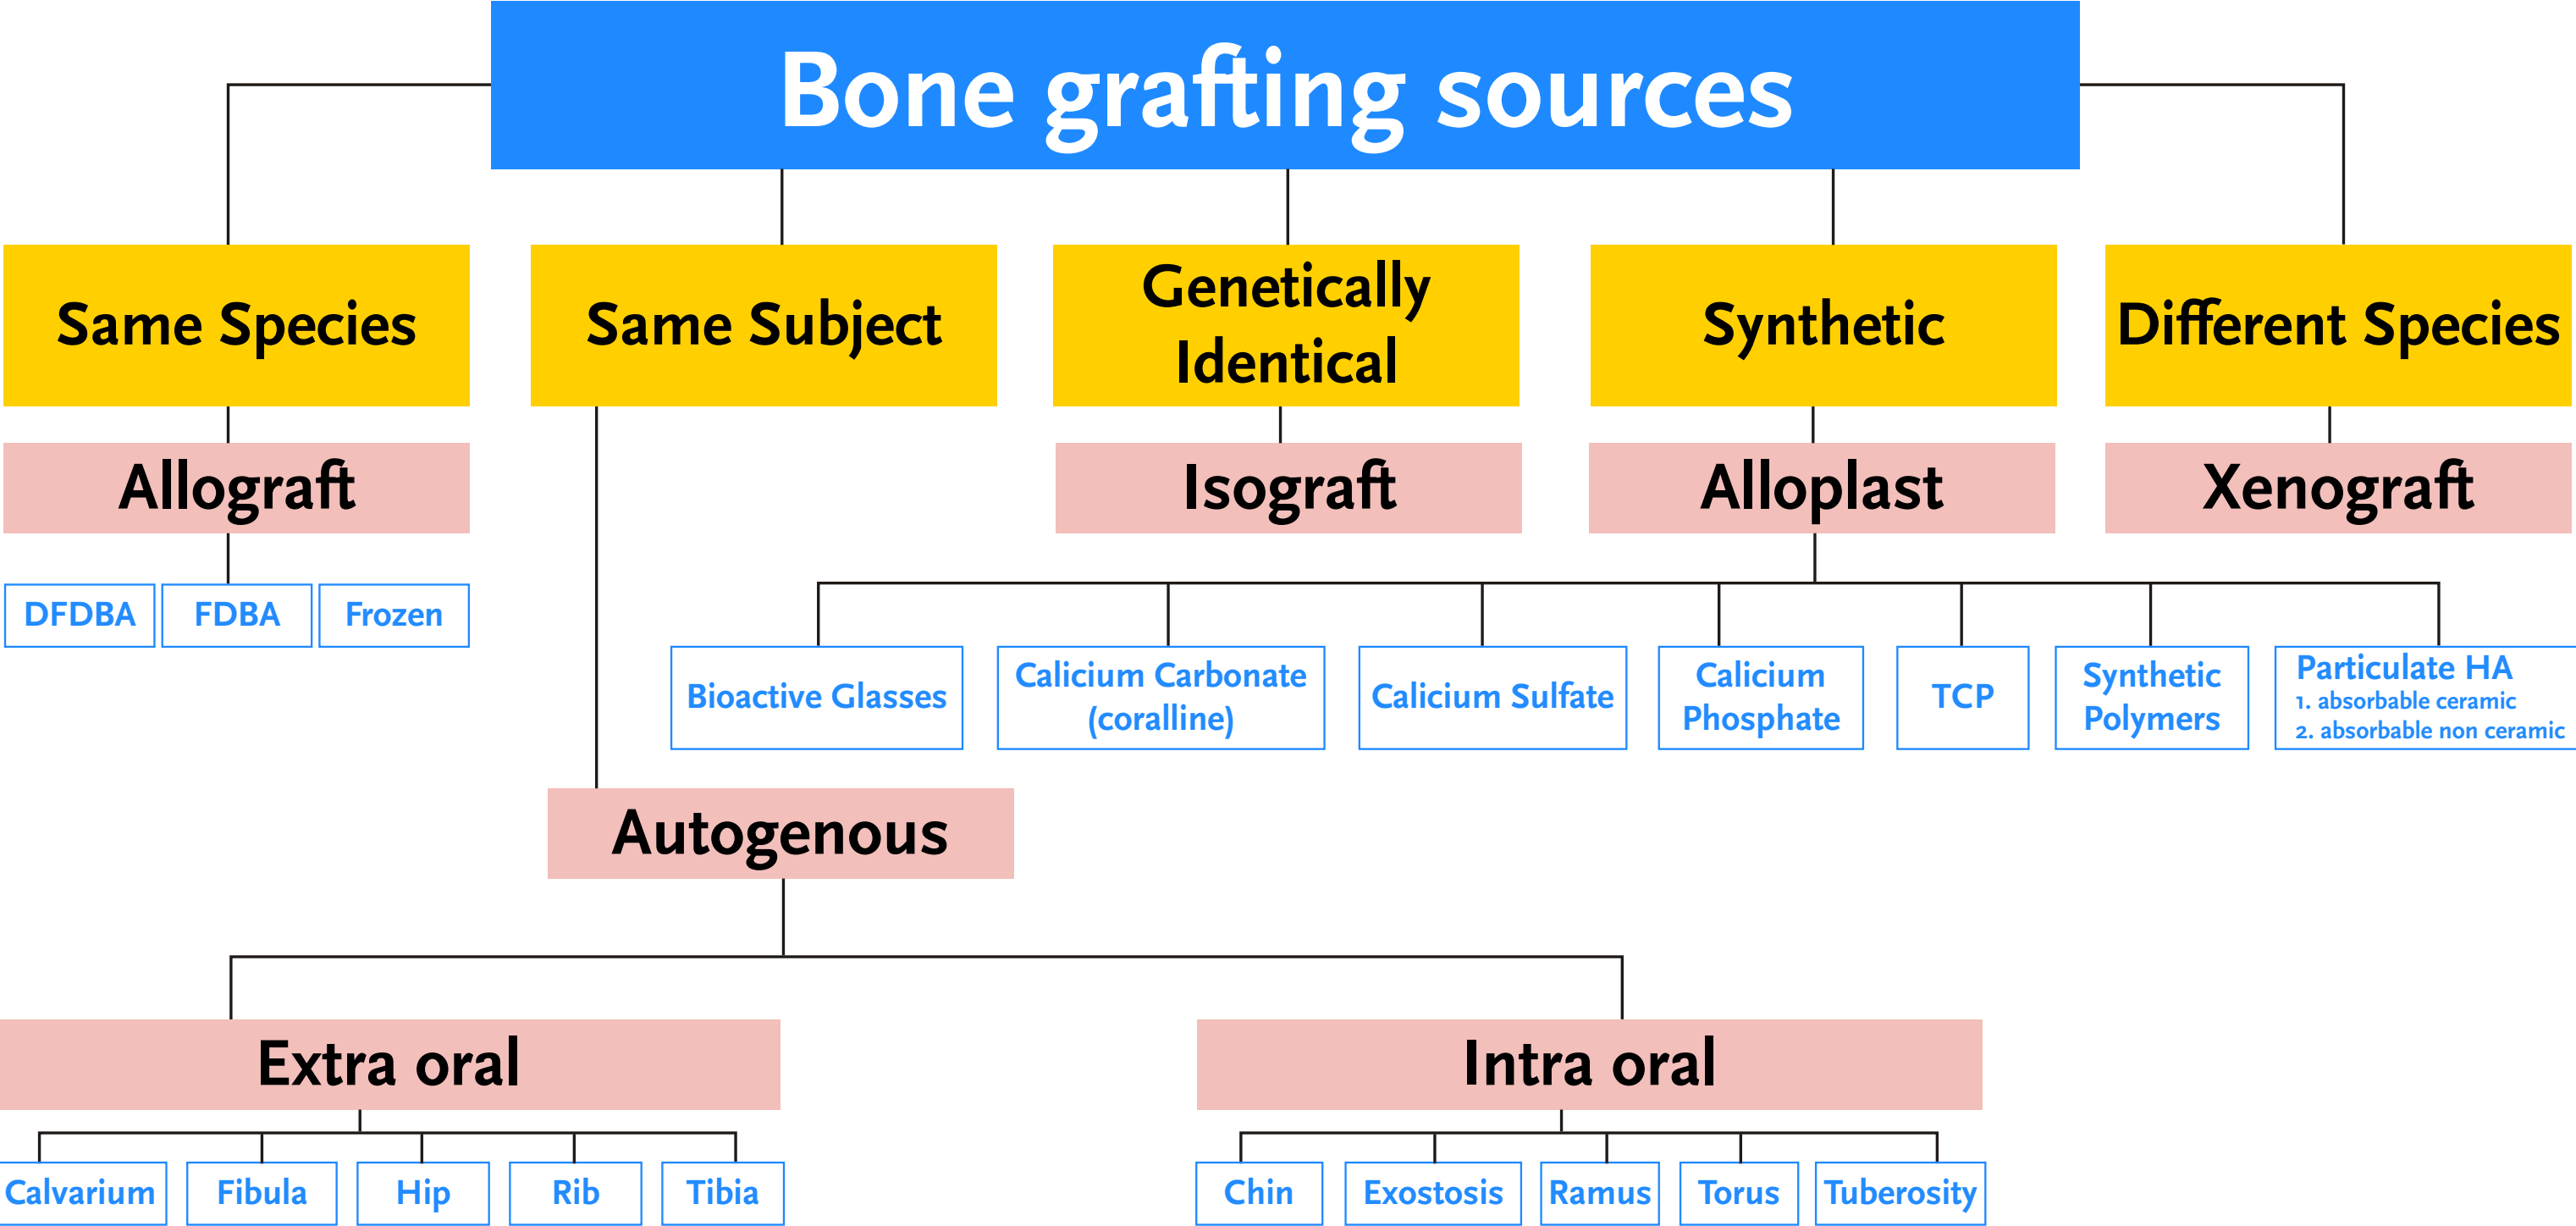 Bone grafting sources
Same Species
Same Subject
Genetically
Identical
Synthetic
Different Species
Allograft
Isograft
Alloplast
Xenograft
DFDBA
FDBA
Frozen
Bioactive Glasses
Calicium Carbonate
(coralline)
Calicium Sulfate
Calicium
Phosphate
TCP
Synthetic
Polymers
Particulate HA
1. absorbable ceramic
2. absorbable non ceramic
Autogenous
Extra oral
Intra oral
Calvarium
Fibula
Hip
Rib
Tibia
Chin
Exostosis
Ramus
Torus
Tuberosity